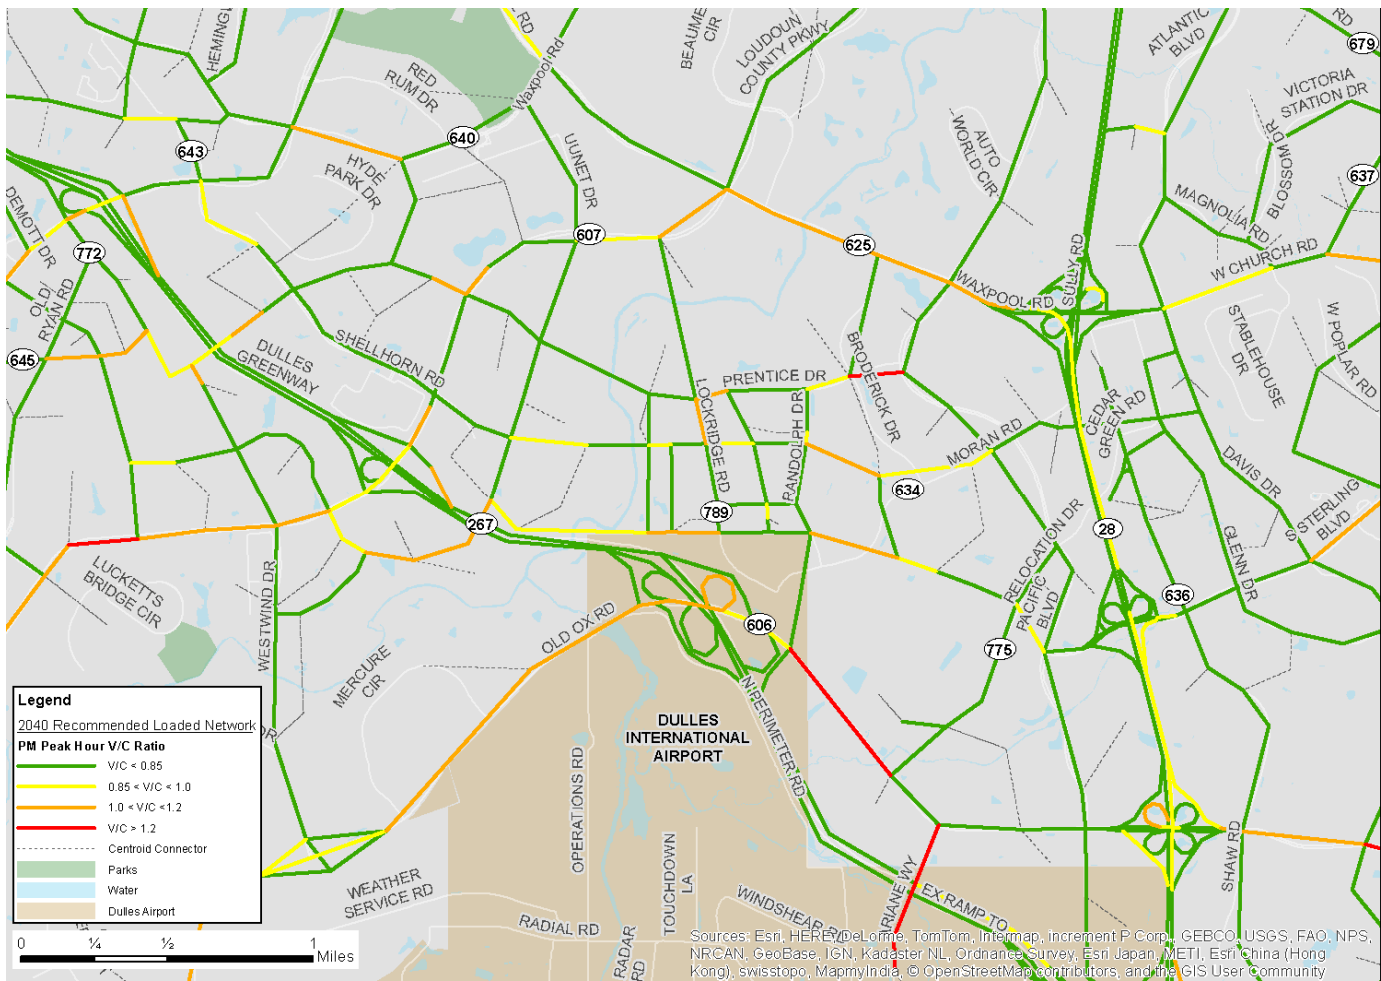 HEMINGW
RED
RUM DR
RD
Waxpool Rd
BEAUME
CIR
LOUDOUN
COUNTY PKWY
ATLANTIC
BLVD
RD
679
VICTORIA
STATION DR
643
640
HYDE
PARK DR
UUNET DR
AUTO
WORLD CIR
BLOSSOM DR
637
MAGNOLIA RD
DEMOTT DR
772
607
625
SULLY RD
W CHURCH RD
OLD
RYAN RD
WAXPOOL RD
645
SHELLHORN RD
DULLES
GREENWAY
PRENTICE DR
BRODERICK DR
STABLEHOUSE
DR
W POPLAR RD
LOCKRIDGE RD
RANDOLPH DR
CEDAR
GREEN RD
MORAN RD
DAVIS DR
634
789
267
28
S STERLING
BLVD
RELOCATION DR
PACIFIC
BLVD
GLENN DR
636
LUCKETTS
BRIDGE CIR
WESTWIND DR
OLD OX RD
606
775
MERCURE
CIR
N PERIMETER RD
DULLES
INTERNATIONAL
AIRPORT
OPERATIONS RD
TOUCHDOWN
LA
SHAW RD
ARIANE WY
EX RAMP TO
WEATHER
SERVICE RD
RADIAL RD
RADAR
RD
WINDSHEAR RD
DR
Legend
2040 Recommended Loaded Network
PM Peak Hour V/C Ratio
V/C < 0.85
0.85 < V/C < 1.0
1.0 < V/C <1.2
V/C > 1.2
Centroid Connector
Parks
Water
Dulles Airport
0 ¼ ½ 1
Miles
Sources: Esri, HERE, DeLorme, TomTom, Intermap, increment P Corp., GEBCO, USGS, FAO, NPS,
NRCAN, GeoBase, IGN, Kadaster NL, Ordnance Survey, Esri Japan, METI, Esri China (Hong
Kong), swisstopo, MapmyIndia, © OpenStreetMap contributors, and the GIS User Community